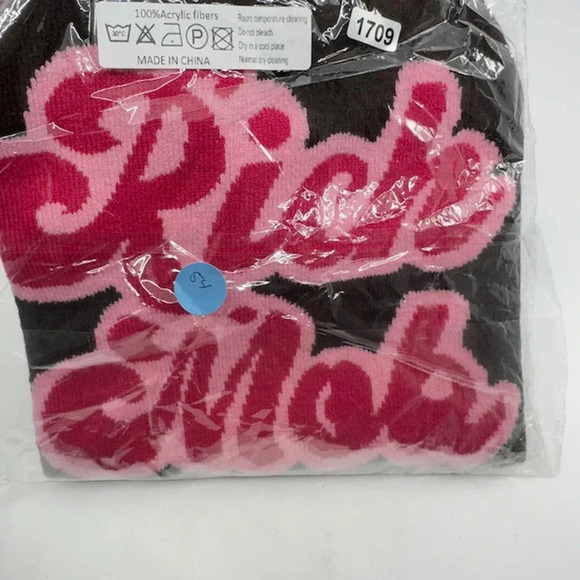 100%Acrylic fibers
Room temperature cleaning
30°C
Do not bleach
P
Dry in a cool place
MADE IN CHINA
Normal dry cleaning
1709
Rich
Mob